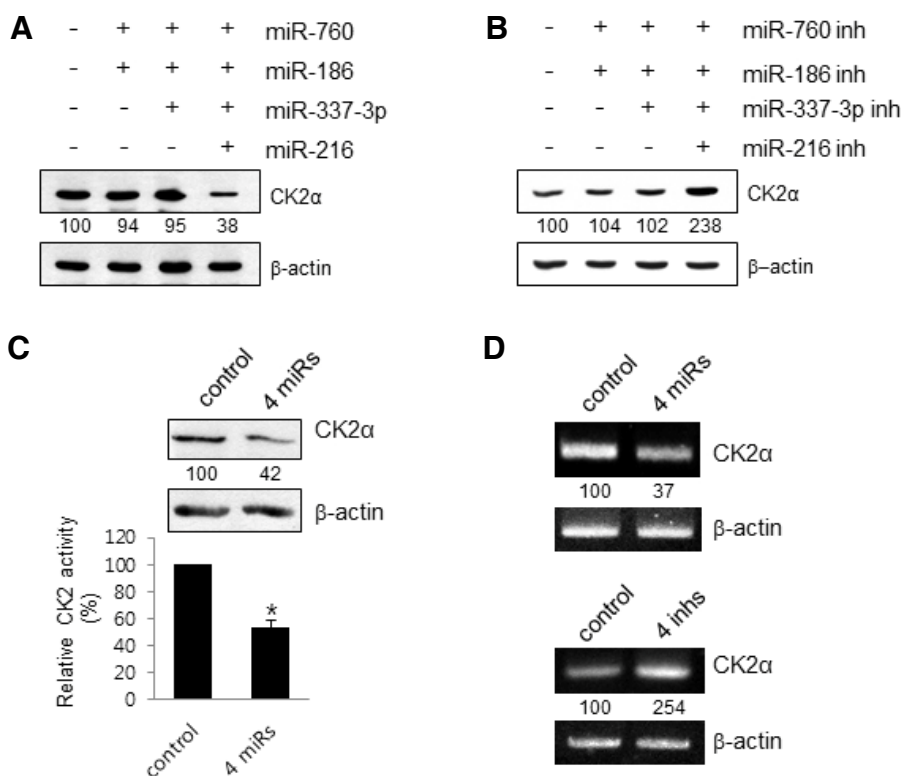 A
- + + + miR-760
- + + + miR-186
- - + + miR-337-3p
- - - + miR-216
CK2α
100 94 95 38
β-actin
B
- + + + miR-760 inh
- + + + miR-186 inh
- - + + miR-337-3p inh
- - - + miR-216 inh
CK2α
100 104 102 238
β–actin
C
control 4 miRs
CK2α
100 42
β-actin
Relative CK2 activity
(%)
120
100
80
60
40
20
0
*
control 4 miRs
D
control 4 miRs
CK2α
100 37
β-actin
control 4 inhs
CK2α
100 254
β-actin